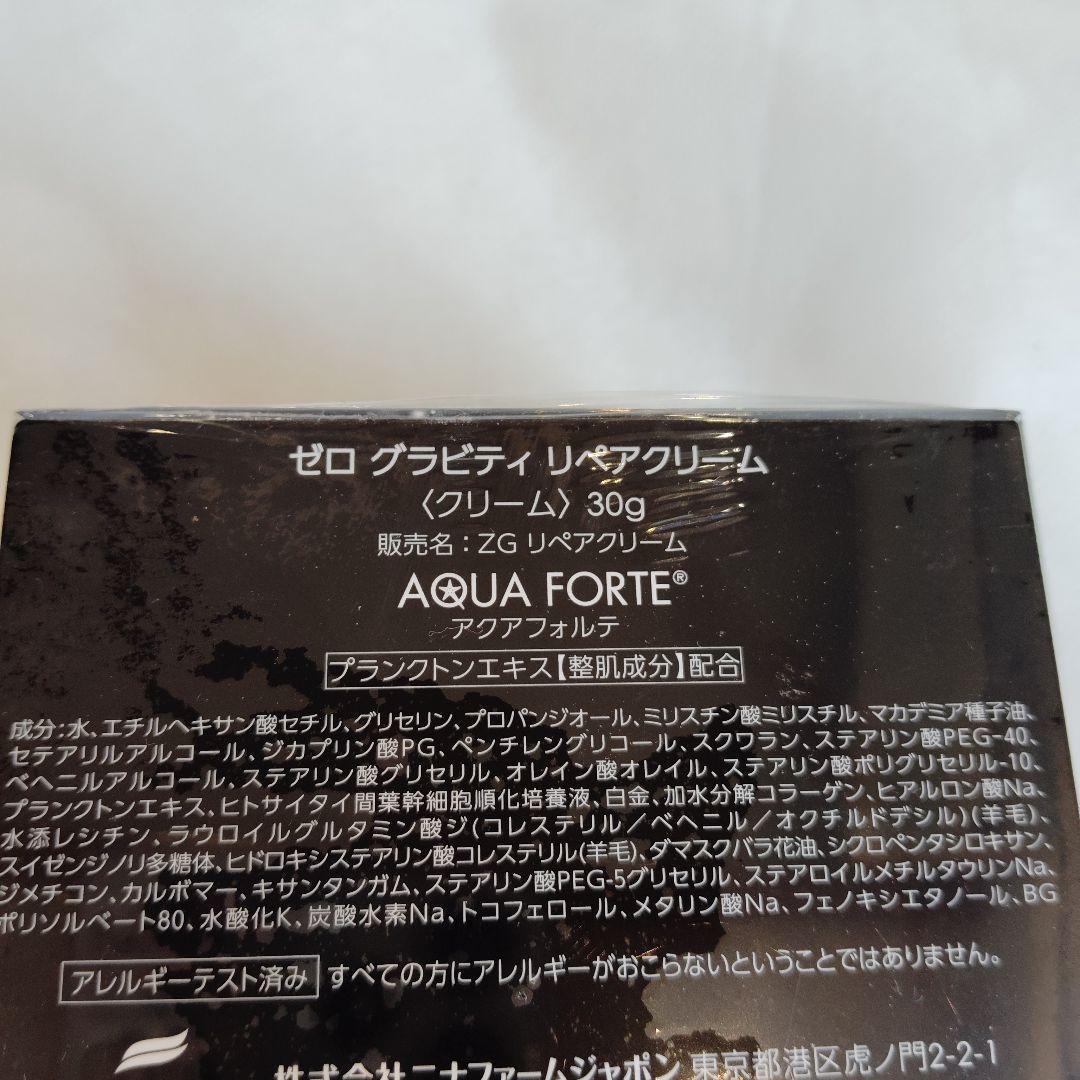 ゼロ グラビティ リペアクリーム
〈クリーム〉30g
販売名：ZG リペアクリーム
AQUA FORTE®
アクアフォルテ
プランクトンエキス【整肌成分】配合
成分：水、エチルヘキサン酸セチル、グリセリン、プロパンジオール、ミリスチン酸ミリスチル、マカデミア種子油、
セテアリルアルコール、ジカプリン酸PG、ペンチレングリコール、スクワラン、ステアリン酸PEG-40、
ベヘニルアルコール、ステアリン酸グリセリル、オレイン酸オレイル、ステアリン酸ポリグリセリル-10、
プランクトンエキス、ヒトサイタイ間葉幹細胞順化培養液、白金、加水分解コラーゲン、ヒアルロン酸Na、
水添レシチン、ラウロイルグルタミン酸ジ(コレステリル／ベヘニル／オクチルドデシル)(羊毛)、
スイゼンジノリ多糖体、ヒドロキシステアリン酸コレステリル(羊毛)、ダマスクバラ花油、シクロペンタシロキサン、
ジメチコン、カルボマー、キサンタンガム、ステアリン酸PEG-5グリセリル、ステアロイルメチルタウリンNa、
ポリソルベート80、水酸化K、炭酸水素Na、トコフェロール、メタリン酸Na、フェノキシエタノール、BG
アレルギーテスト済み すべての方にアレルギーがおこらないということではありません。
株式会社ニナファームジャポン 東京都港区虎ノ門2-2-1